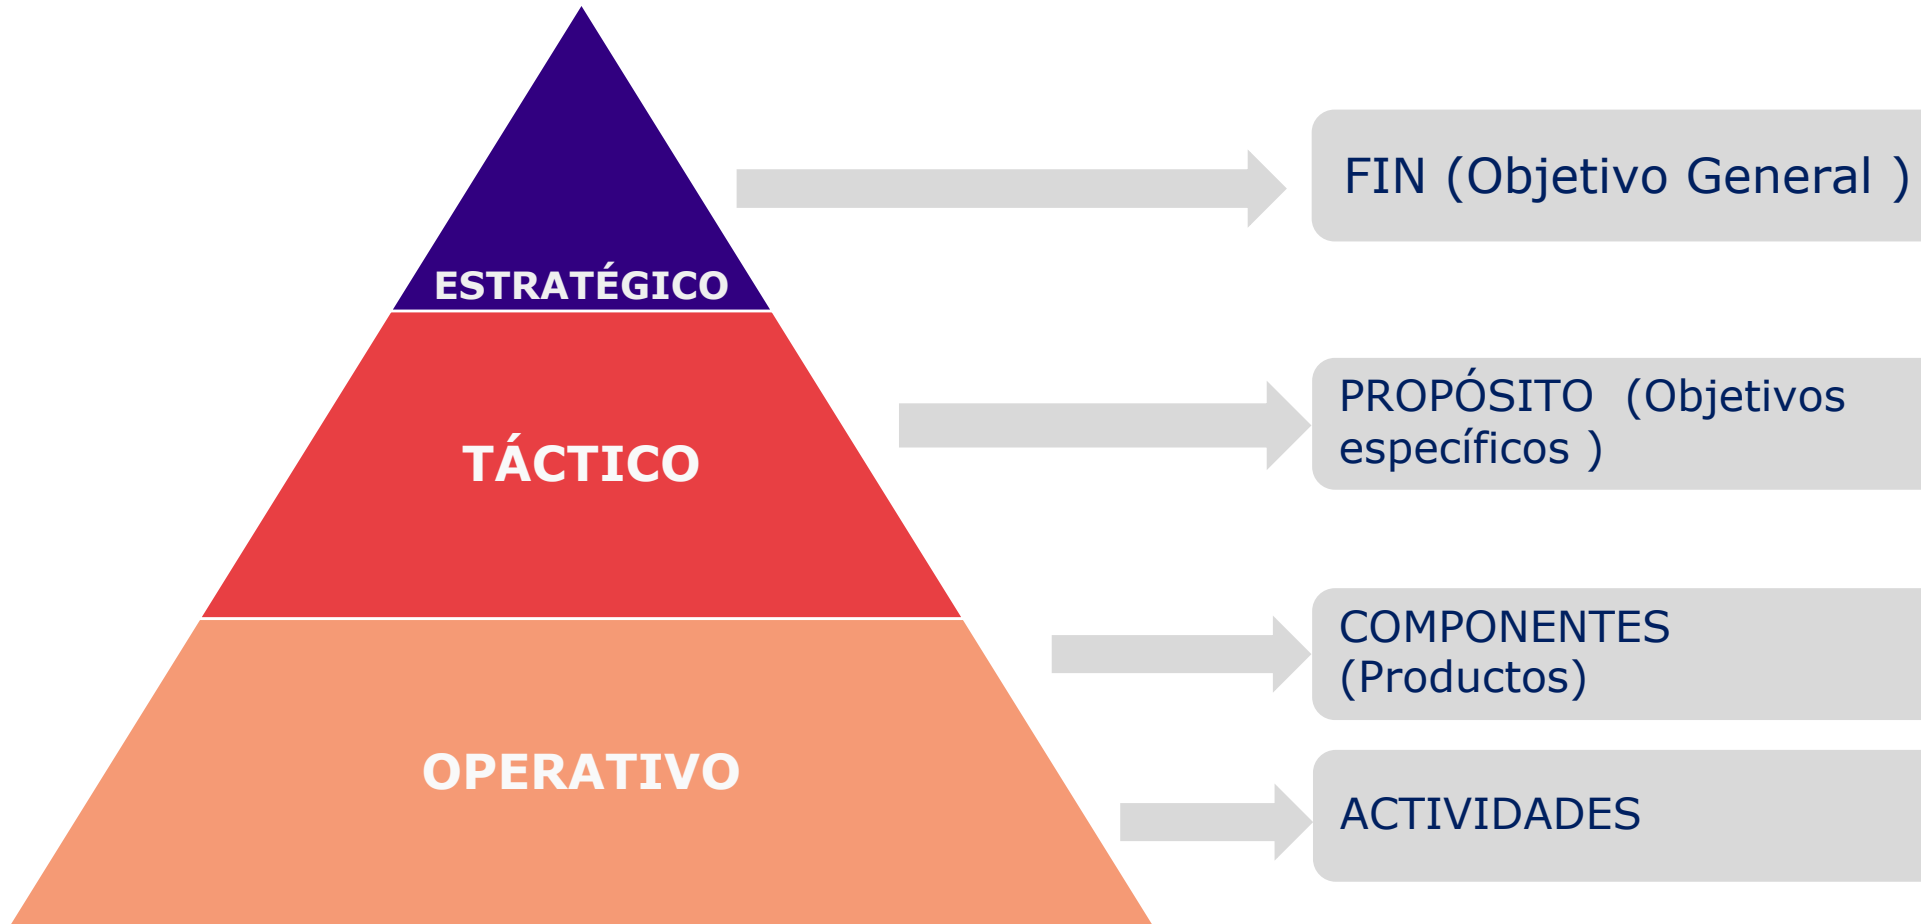 ESTRATÉGICO
TÁCTICO
OPERATIVO
FIN (Objetivo General )
PROPÓSITO  (Objetivos
específicos )
COMPONENTES
(Productos)
ACTIVIDADES